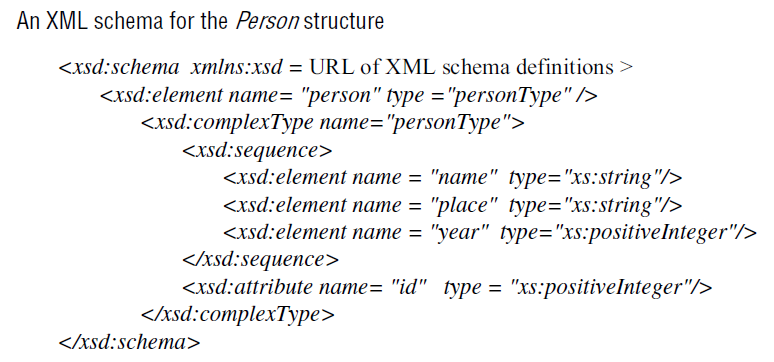 An XML schema for the Person structure
<xsd:schema xmlns:xsd = URL of XML schema definitions >
<xsd:element name= "person" type ="personType" />
<xsd:complexType name="personType">
<xsd:sequence>
<xsd:element name = "name" type="xs:string"/>
<xsd:element name = "place" type="xs:string"/>
<xsd:element name = "year" type="xs:positiveInteger"/>
</xsd:sequence>
<xsd:attribute name= "id" type = "xs:positiveInteger"/>
</xsd:complexType>
</xsd:schema>